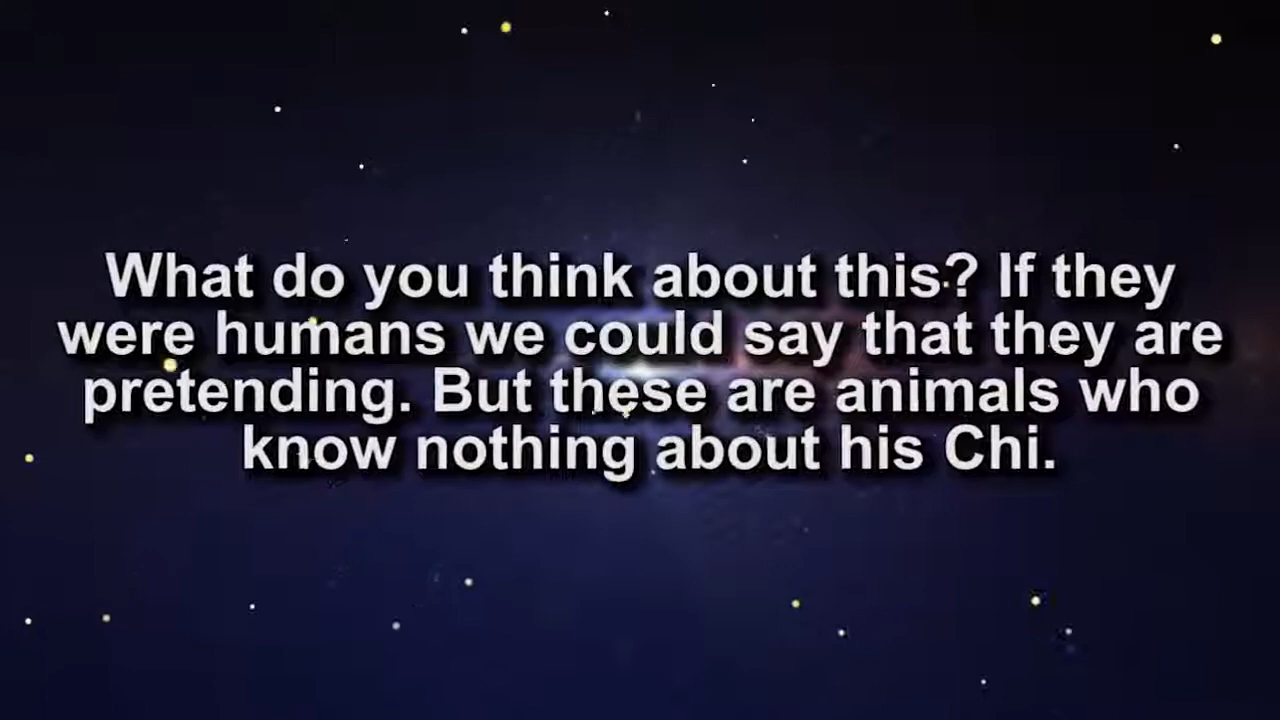 What do you think about this? If they
were humans we could say that they are
pretending. But these are animals who
know nothing about his Chi.